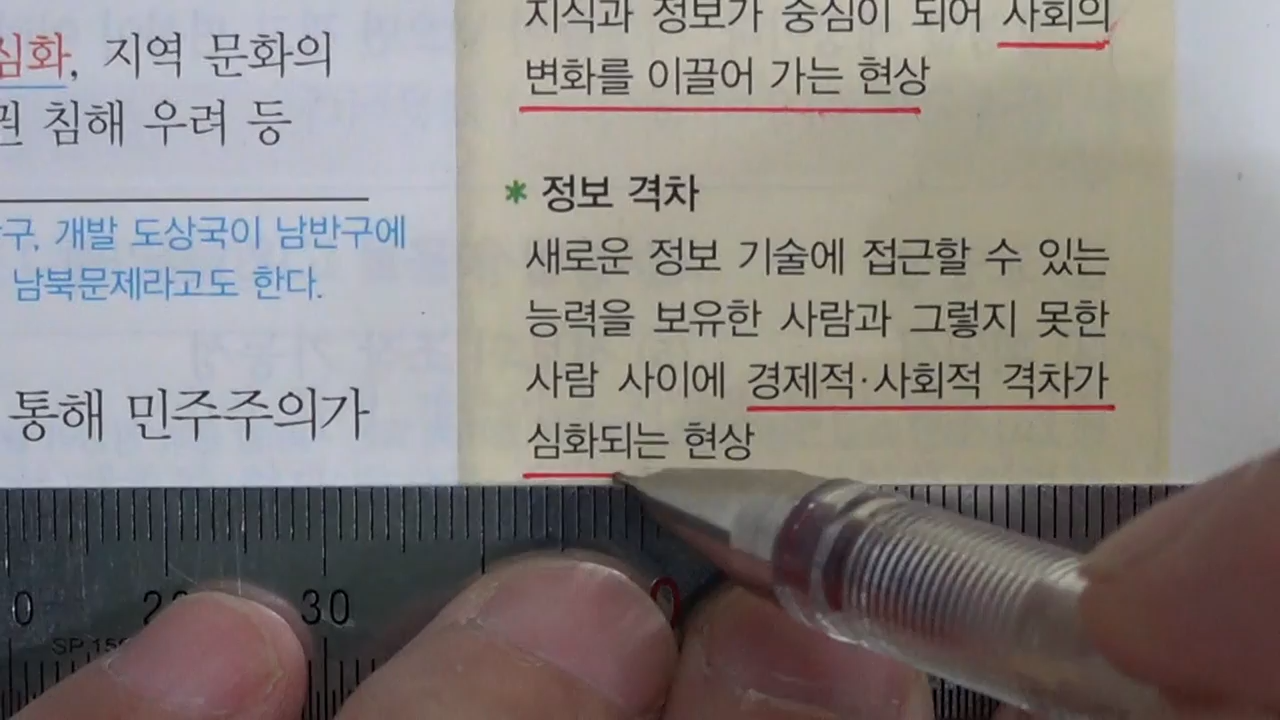 심화, 지역 문화의
침해 우려 등
구, 개발 도상국이 남반구에
남북문제라고도 한다.
통해 민주주의가
지식과 정보가 중심이 되어 사회의
변화를 이끌어 가는 현상
* 정보 격차
새로운 정보 기술에 접근할 수 있는
능력을 보유한 사람과 그렇지 못한
사람 사이에 경제적·사회적 격차가
심화되는 현상
0 2 30 0
SP.15